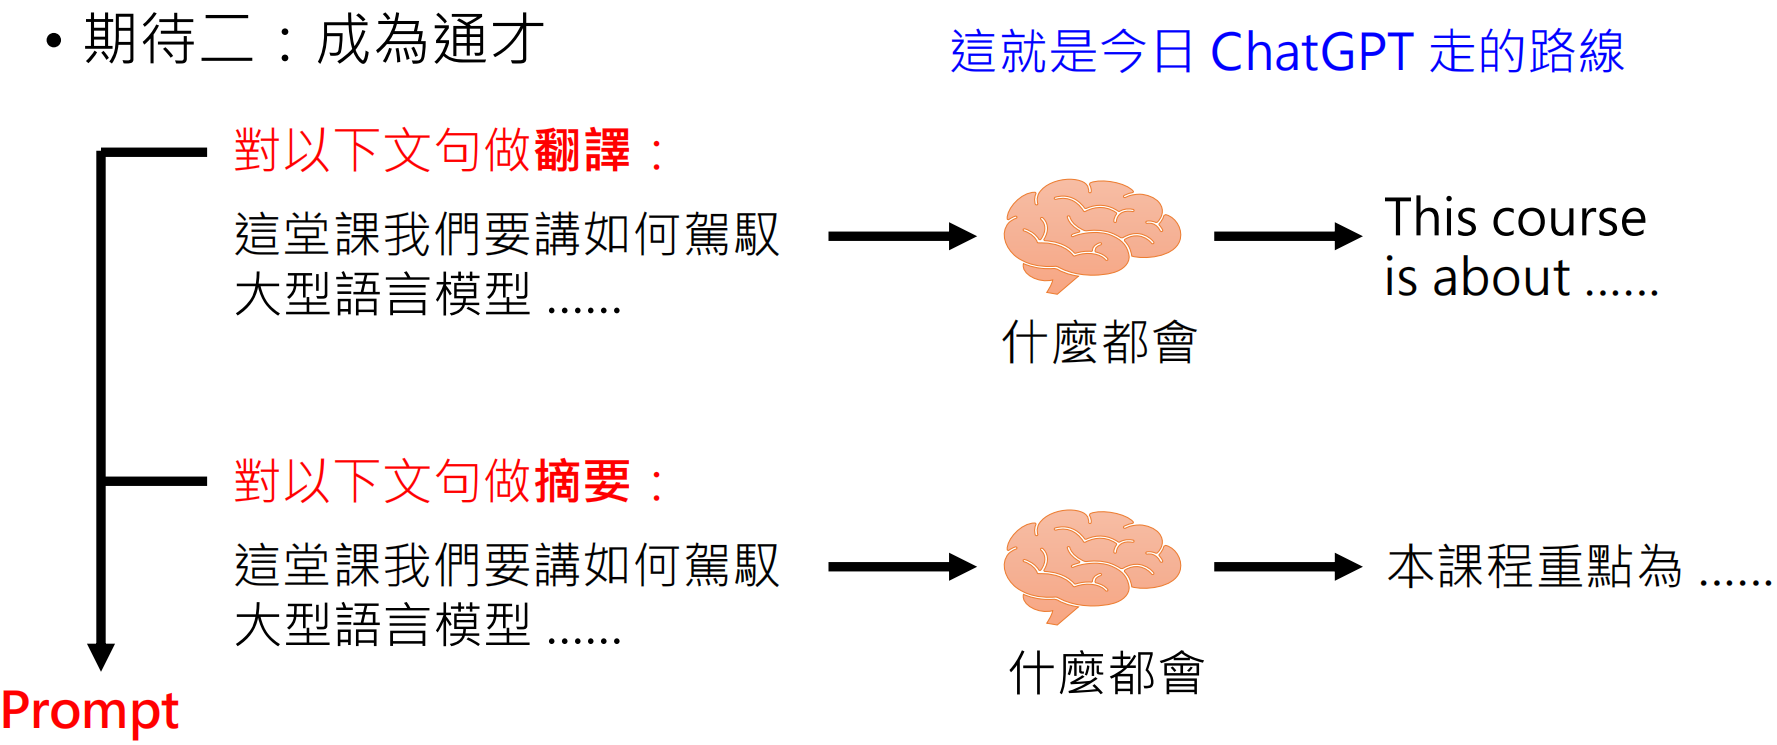 • 期待二：成為通才
這就是今日 ChatGPT 走的路線
對以下文句做翻譯：
這堂課我們要講如何駕馭
大型語言模型 ......
什麼都會
This course
is about ......
對以下文句做摘要：
這堂課我們要講如何駕馭
大型語言模型 ......
什麼都會
本課程重點為 ......
Prompt